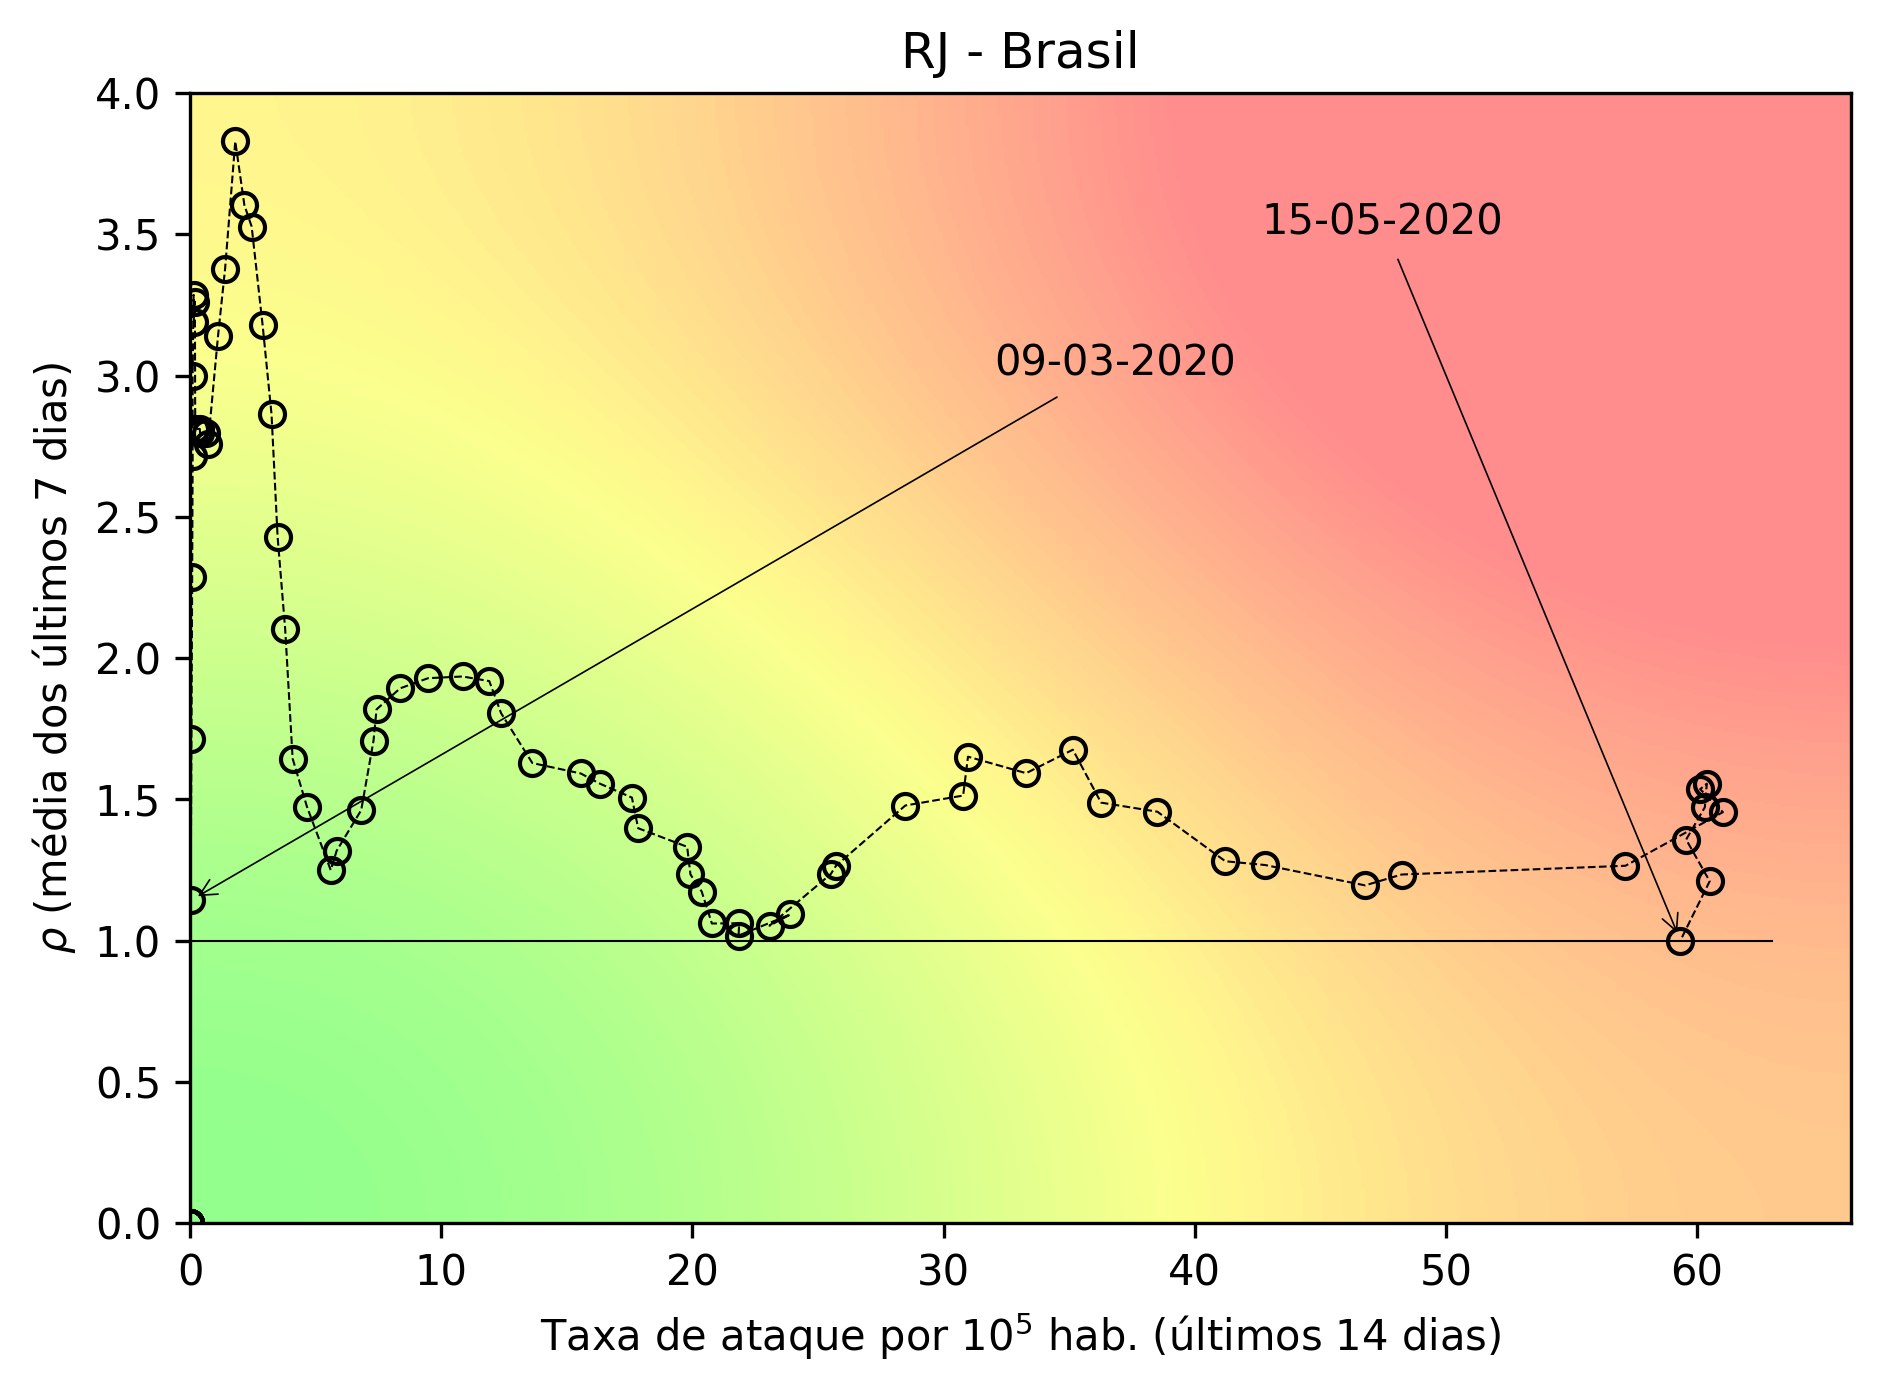 RJ - Brasil
4.0
3.5
3.0
2.5
2.0
1.5
1.0
0.5
0.0
ρ (média dos últimos 7 dias)
15-05-2020
09-03-2020
0 10 20 30 40 50 60
Taxa de ataque por 10⁵ hab. (últimos 14 dias)